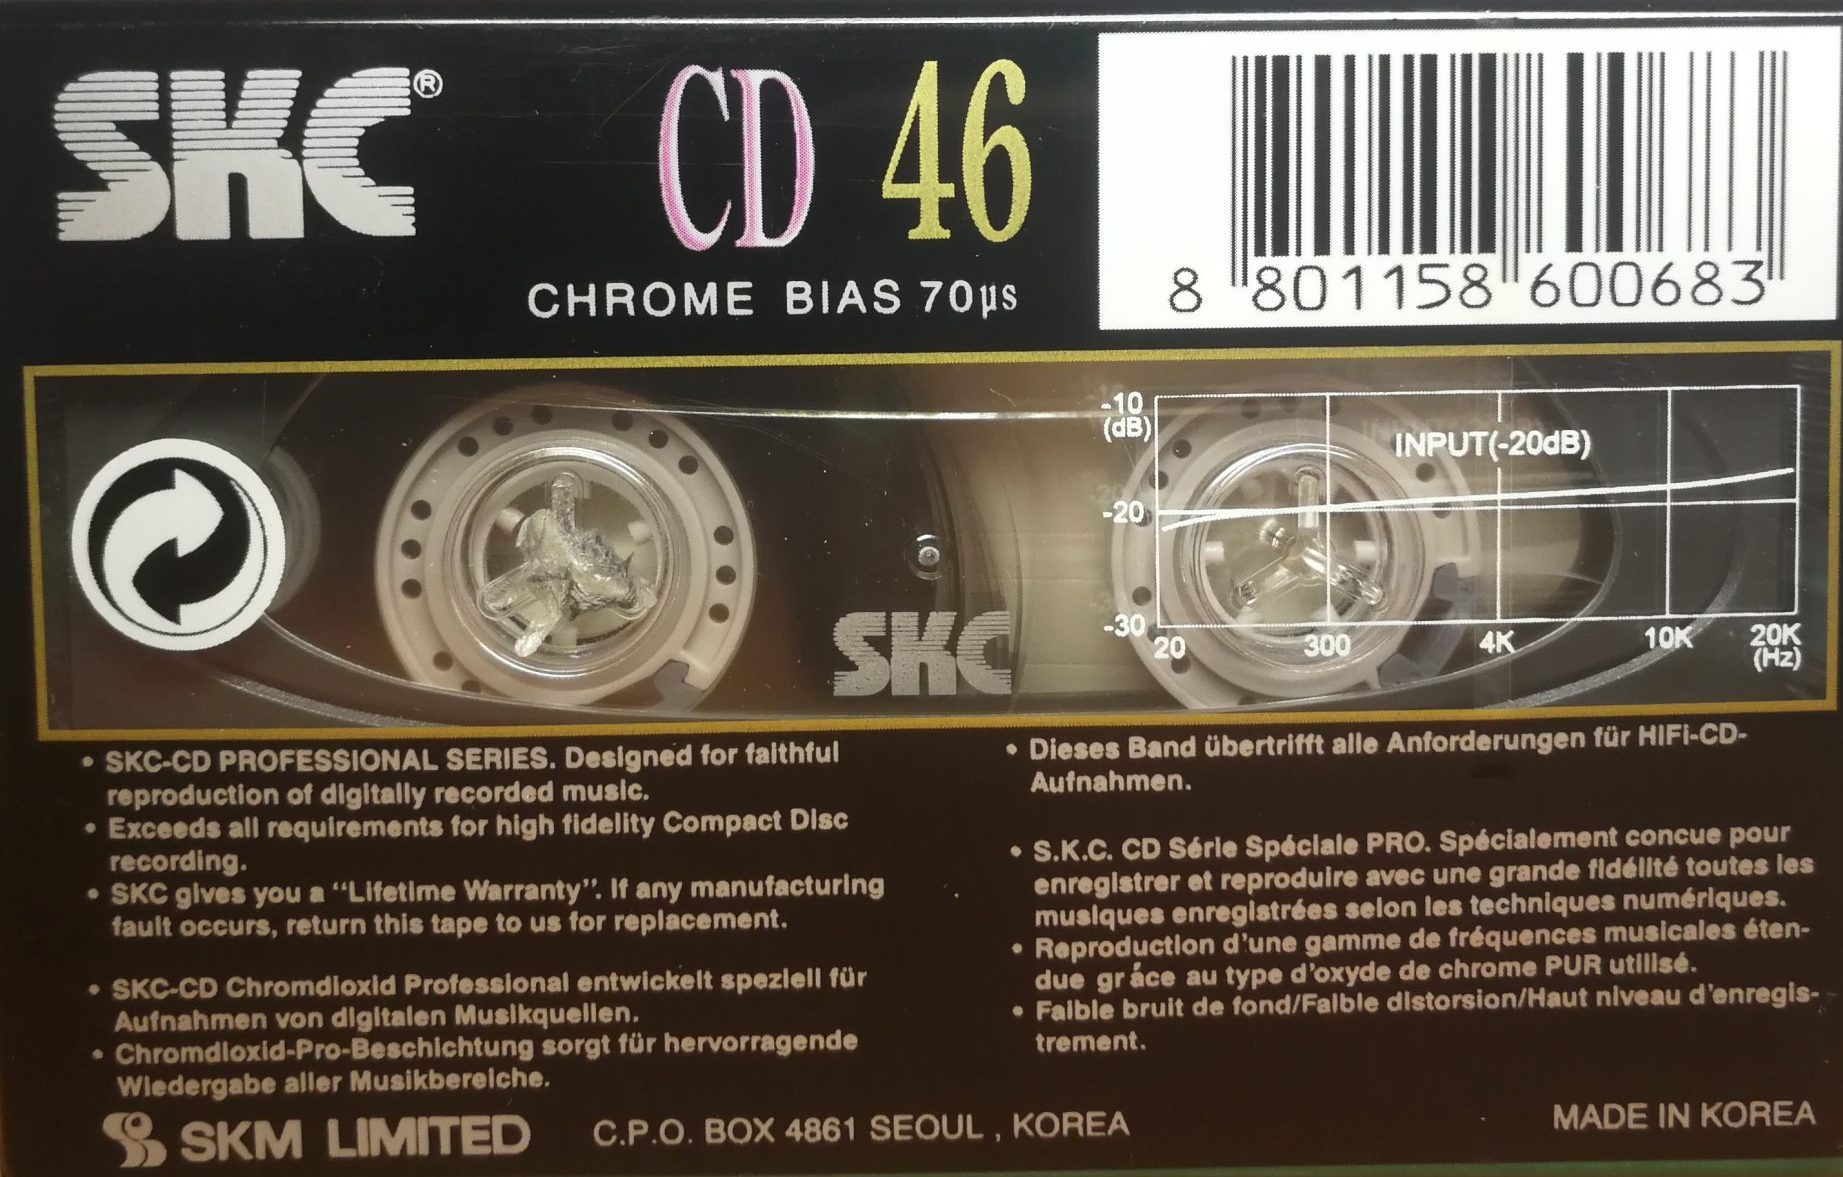 SKC®
CD 46
CHROME BIAS 70µs
8 801158 600683
-10
(dB)
INPUT(-20dB)
-20
-30
20 300 4K 10K 20K
(Hz)
SKC
• SKC-CD PROFESSIONAL SERIES. Designed for faithful
reproduction of digitally recorded music.
• Exceeds all requirements for high fidelity Compact Disc
recording.
• SKC gives you a “Lifetime Warranty”. If any manufacturing
fault occurs, return this tape to us for replacement.
• SKC-CD Chromdioxid Professional entwickelt speziell für
Aufnahmen von digitalen Musikquellen.
• Chromdioxid-Pro-Beschichtung sorgt für hervorragende
Wiedergabe aller Musikbereiche.
• Dieses Band übertrifft alle Anforderungen für HIFI-CD-
Aufnahmen.
• S.K.C. CD Série Spéciale PRO. Spécialement concue pour
enregistrer et reproduire avec une grande fidélité toutes les
musiques enregistrées selon les techniques numériques.
• Reproduction d'une gamme de fréquences musicales éten-
due gráce au type d'oxyde de chrome PUR utilisé.
• Faible bruit de fond/Faible distorsion/Haut niveau d'enregis-
trement.
SKM LIMITED C.P.O. BOX 4861 SEOUL , KOREA
MADE IN KOREA